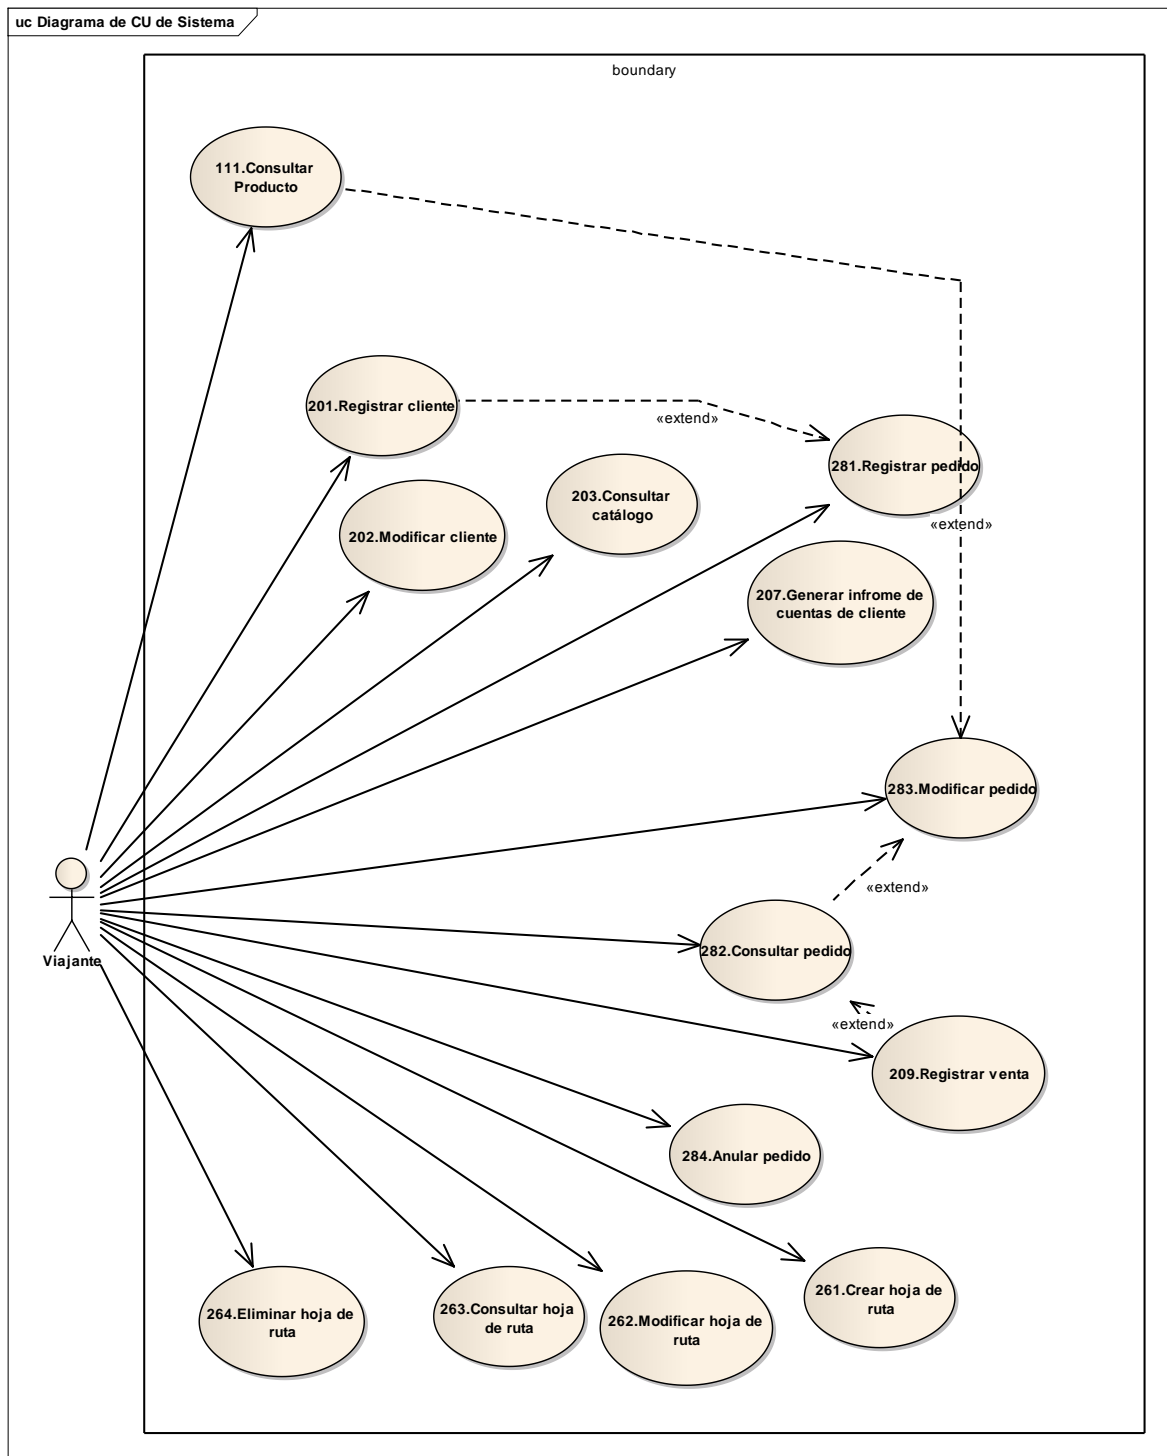 uc Diagrama de CU de Sistema
boundary
111.Consultar
Producto
201.Registrar cliente
«extend»
281.Registrar pedido
203.Consultar
catálogo
202.Modificar cliente
«extend»
207.Generar infrome de
cuentas de cliente
283.Modificar pedido
«extend»
282.Consultar pedido
Viajante
«extend»
209.Registrar venta
284.Anular pedido
261.Crear hoja de
ruta
264.Eliminar hoja de
ruta
263.Consultar hoja
de ruta
262.Modificar hoja de
ruta